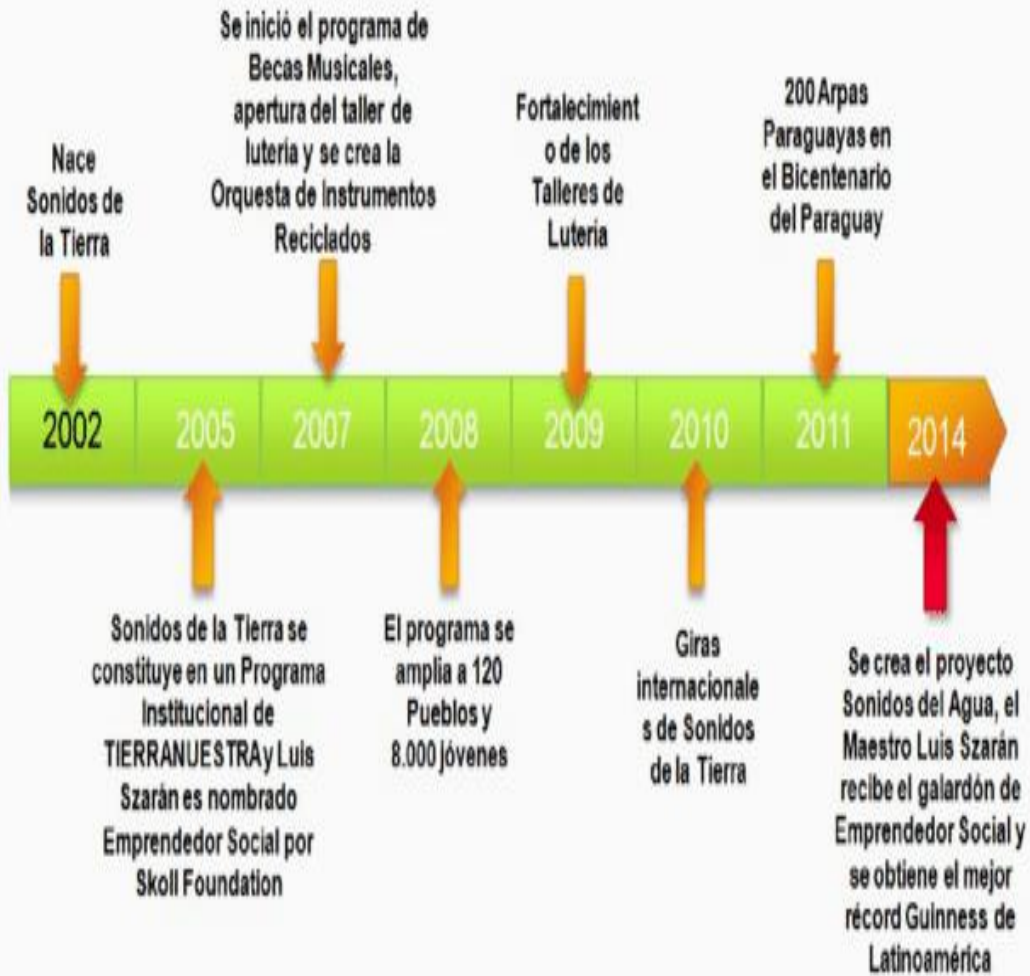 Nace
Sonidos de
la Tierra
Se inició el programa de
Becas Musicales,
apertura del taller de
lutería y se crea la
Orquesta de Instrumentos
Reciclados
Fortalecimient
o de los
Talleres de
Lutería
200 Arpas
Paraguayas en
el Bicentenario
del Paraguay
2002
2005
2007
2008
2009
2010
2011
2014
Sonidos de la Tierra se
constituye en un Programa
Institucional de
TIERRANUESTRA y Luis
Szarán es nombrado
Emprendedor Social por
Skoll Foundation
El programa se
amplia a 120
Pueblos y
8.000 jóvenes
Giras
internacionale
s de Sonidos
de la Tierra
Se crea el proyecto
Sonidos del Agua, el
Maestro Luis Szarán
recibe el galardón de
Emprendedor Social y
se obtiene el mejor
récord Guinness de
Latinoamérica